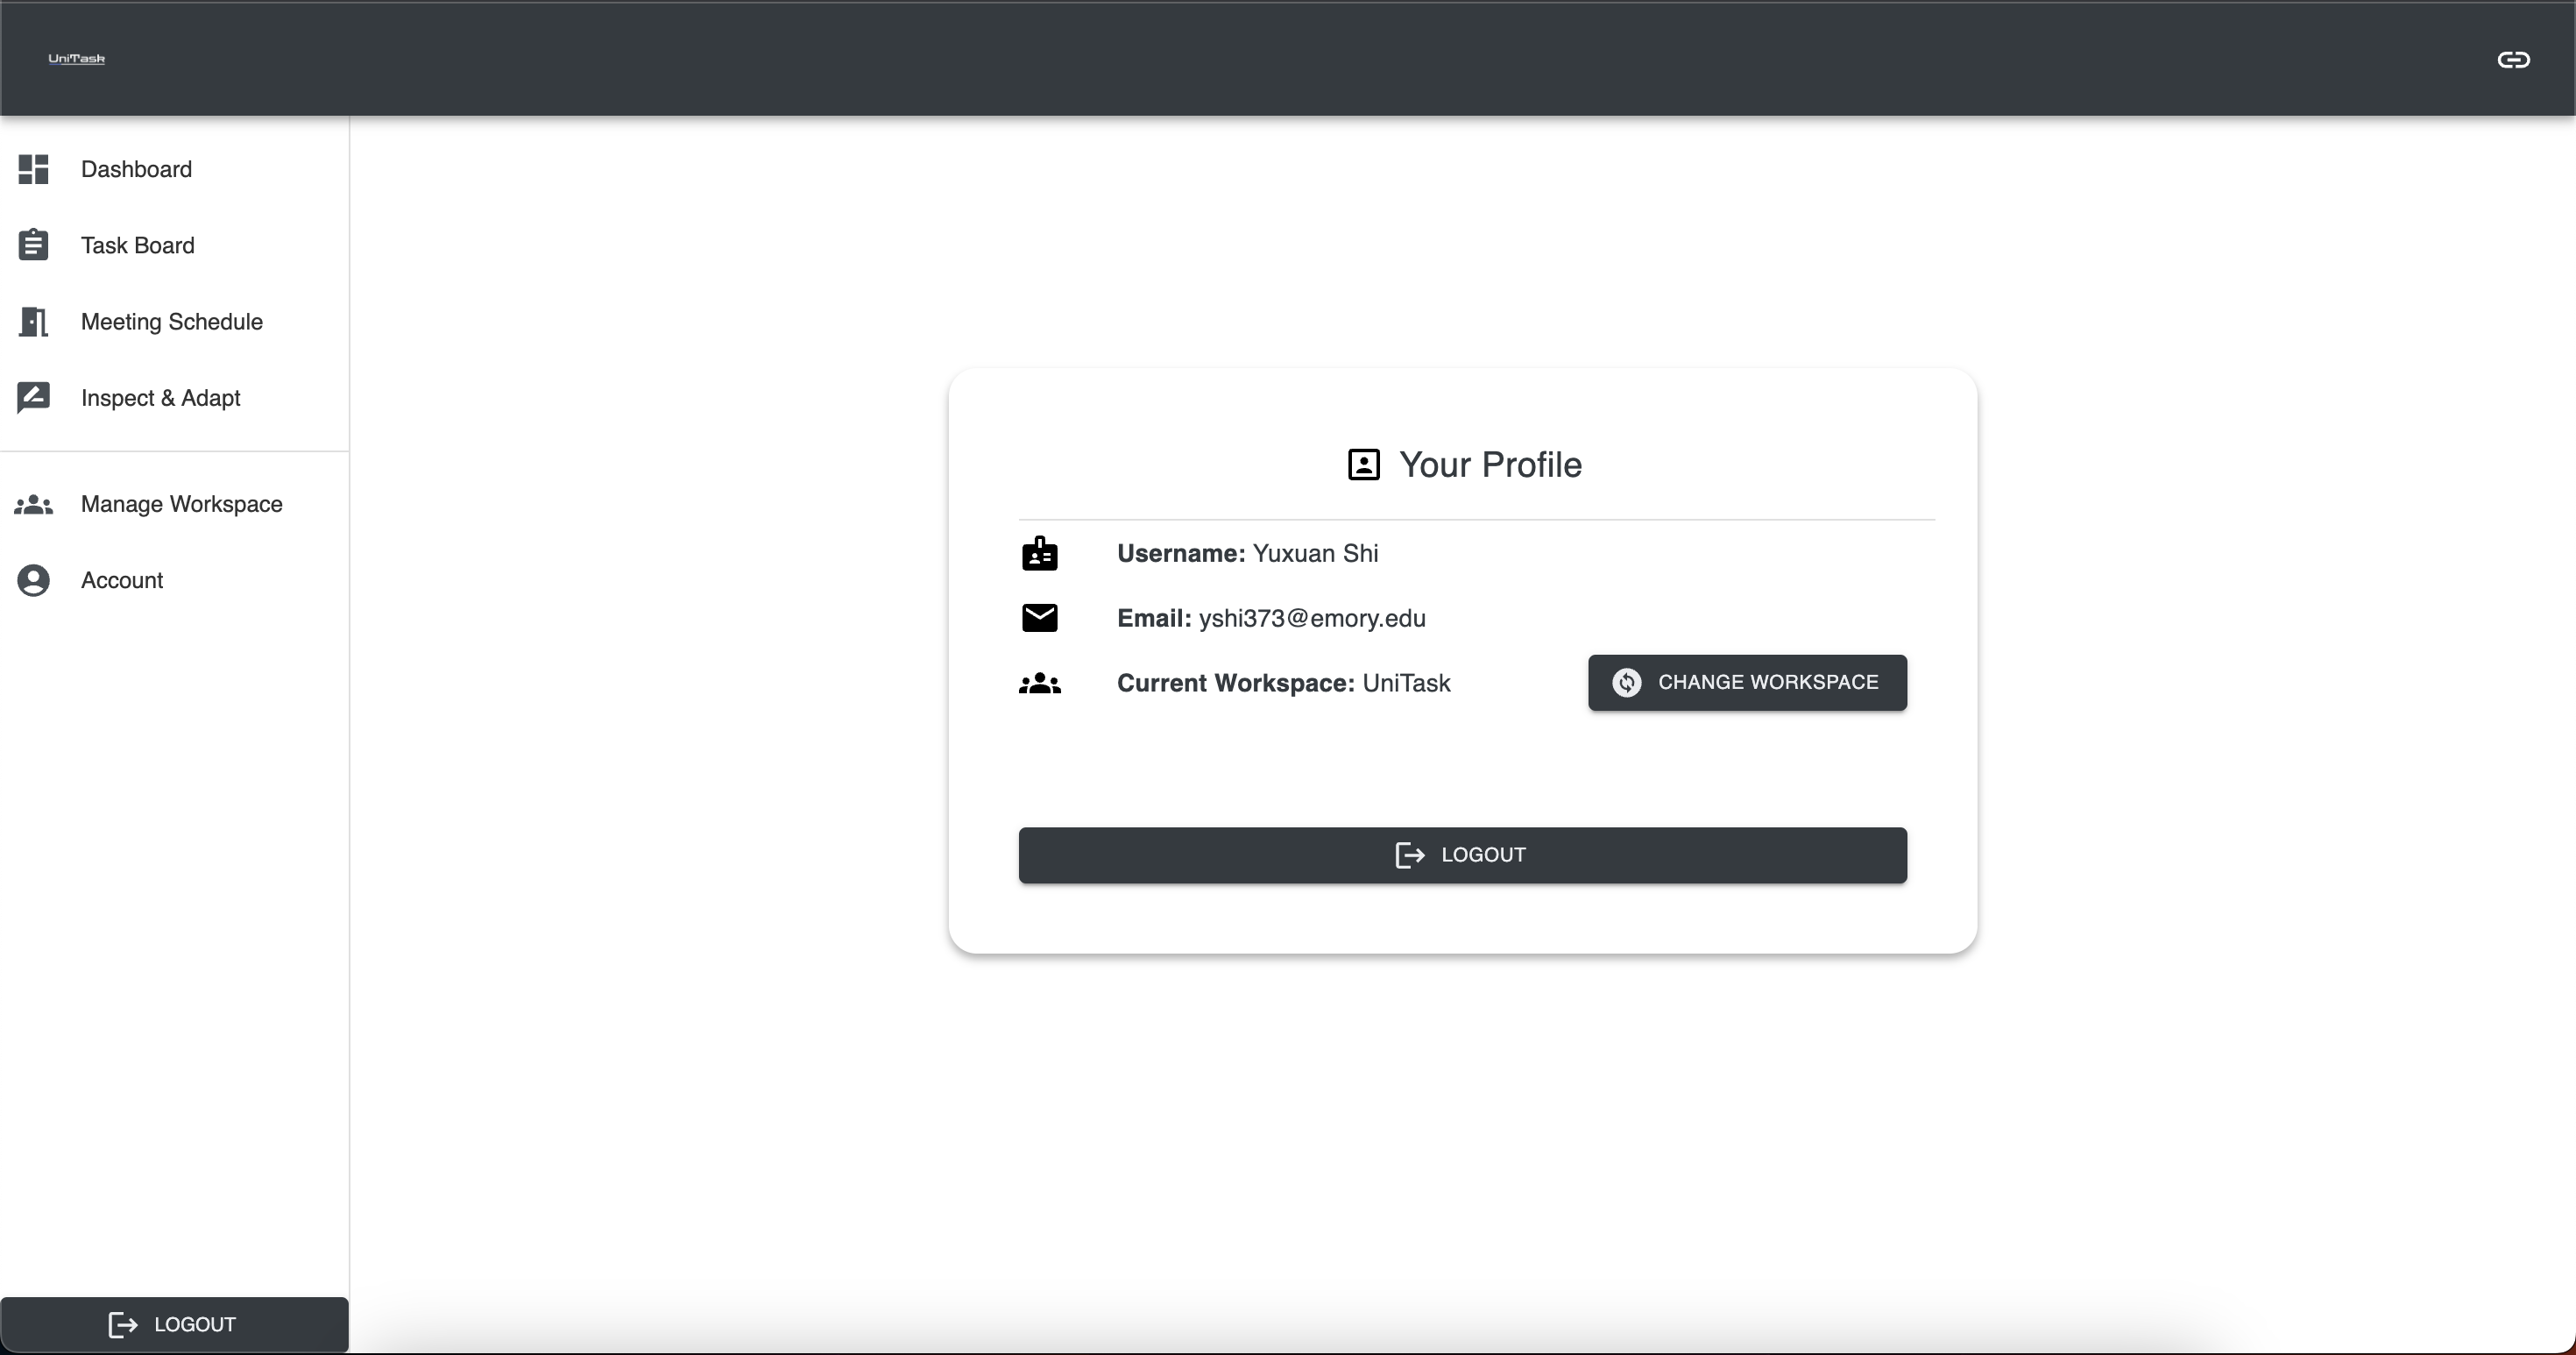 UniTask
Dashboard
Task Board
Meeting Schedule
Inspect & Adapt
Manage Workspace
Account
Your Profile
Username: Yuxuan Shi
Email: yshi373@emory.edu
Current Workspace: UniTask
CHANGE WORKSPACE
LOGOUT
LOGOUT